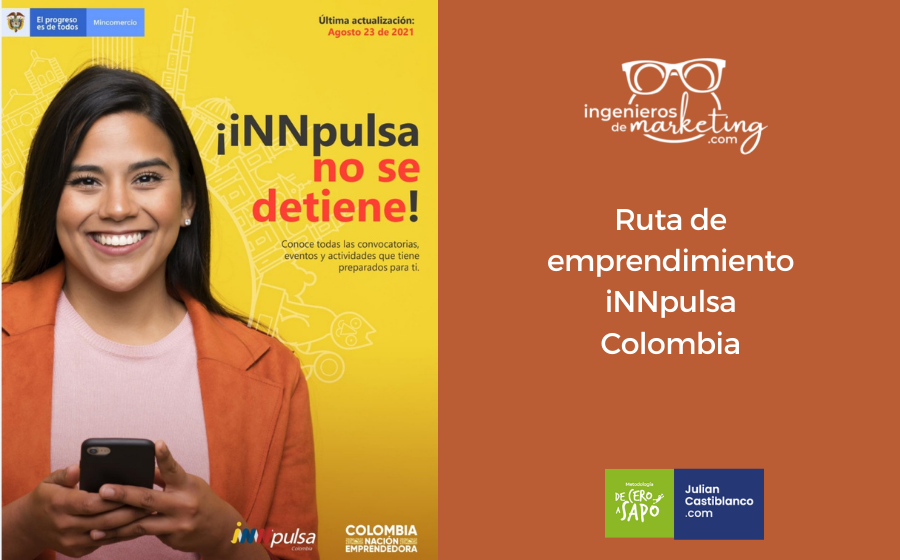 El progreso
es de todos
Mincomercio
Última actualización:
Agosto 23 de 2021
¡iNNpulsa
no se
detiene!
Conoce todas las convocatorias,
eventos y actividades que tiene
preparados para ti.
iNNpulsa
Colombia
COLOMBIA
NACIÓN
EMPRENDEDORA
ingenieros
de marketing
.com
Ruta de
emprendimiento
iNNpulsa
Colombia
Metodología
DE CERO
A SAPO
Julian
Castiblanco
.com